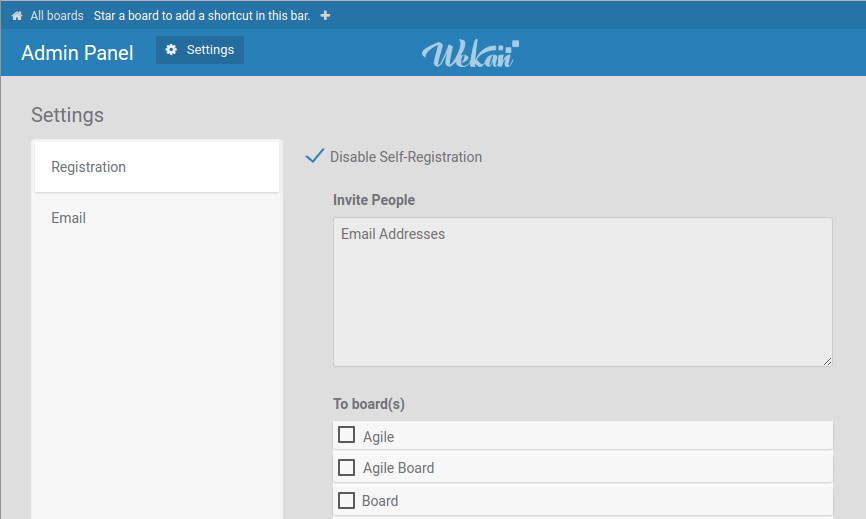 All boards Star a board to add a shortcut in this bar.
Admin Panel Settings Wekan
Settings
Registration
Disable Self-Registration
Invite People
Email
Email Addresses
To board(s)
Agile
Agile Board
Board